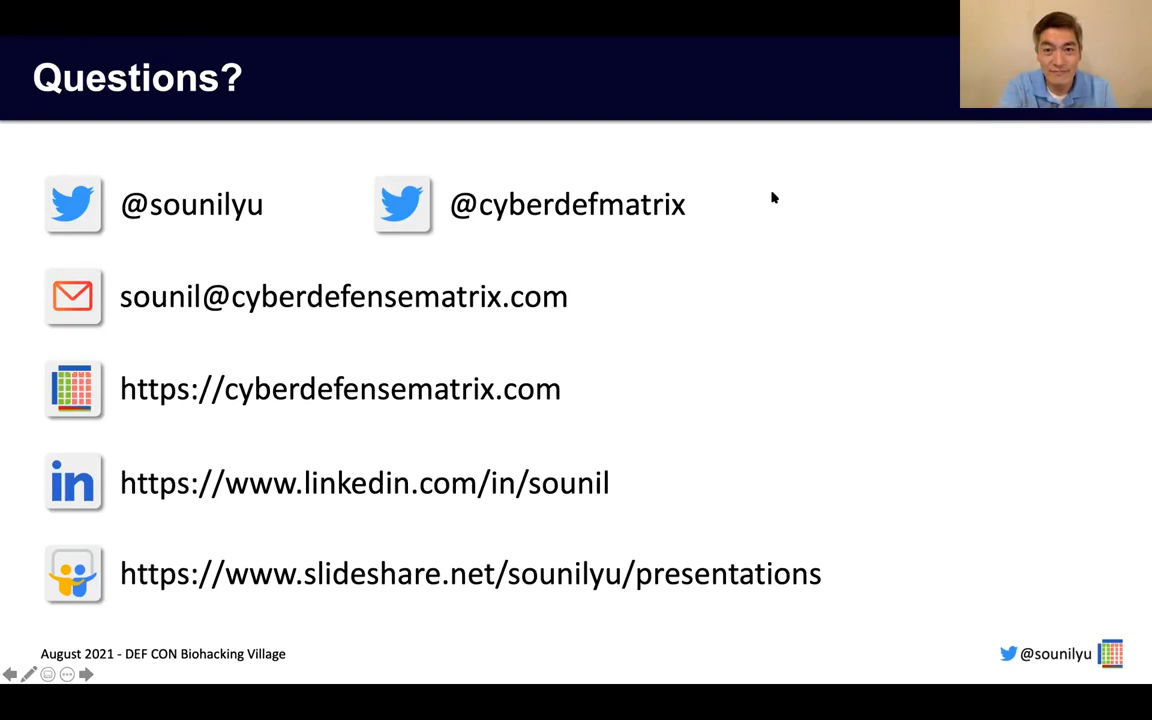 Questions?
@sounilyu
@cyberdefmatrix
sounil@cyberdefensematrix.com
https://cyberdefensematrix.com
in
https://www.linkedin.com/in/sounil
https://www.slideshare.net/sounilyu/presentations
August 2021 - DEF CON Biohacking Village
@sounilyu